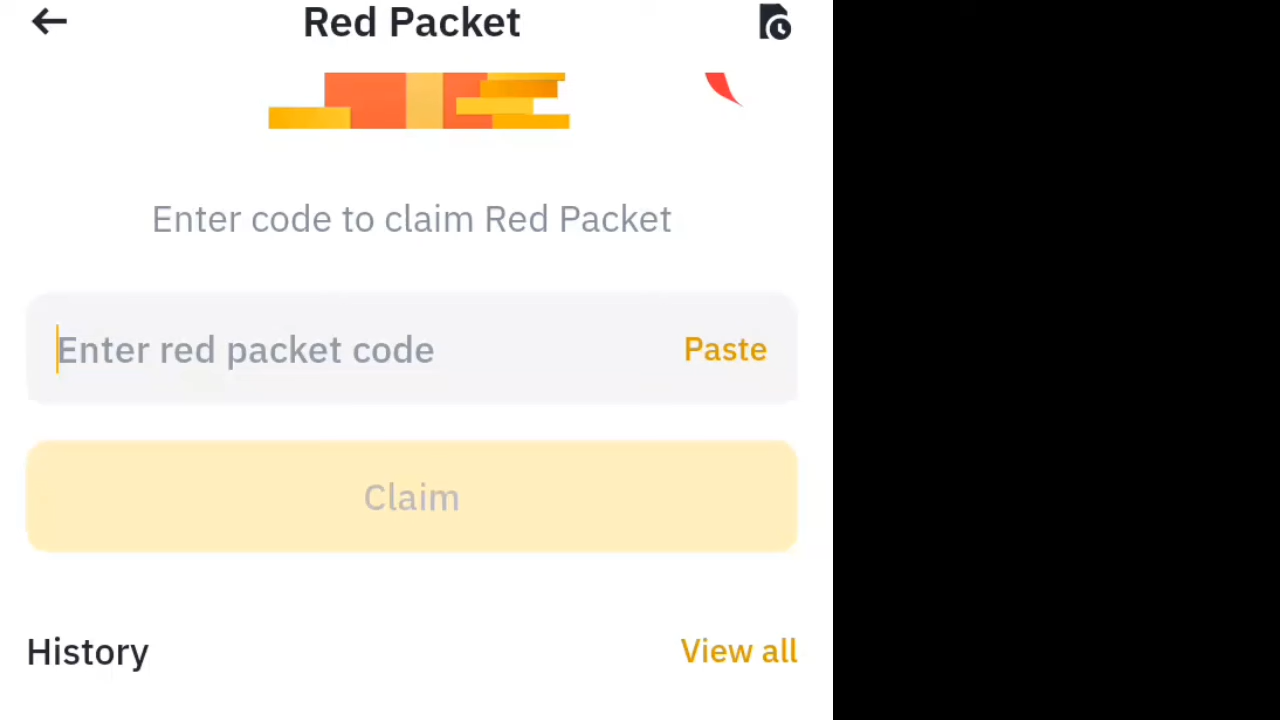 Red Packet
Enter code to claim Red Packet
Enter red packet code
Paste
Claim
History
View all